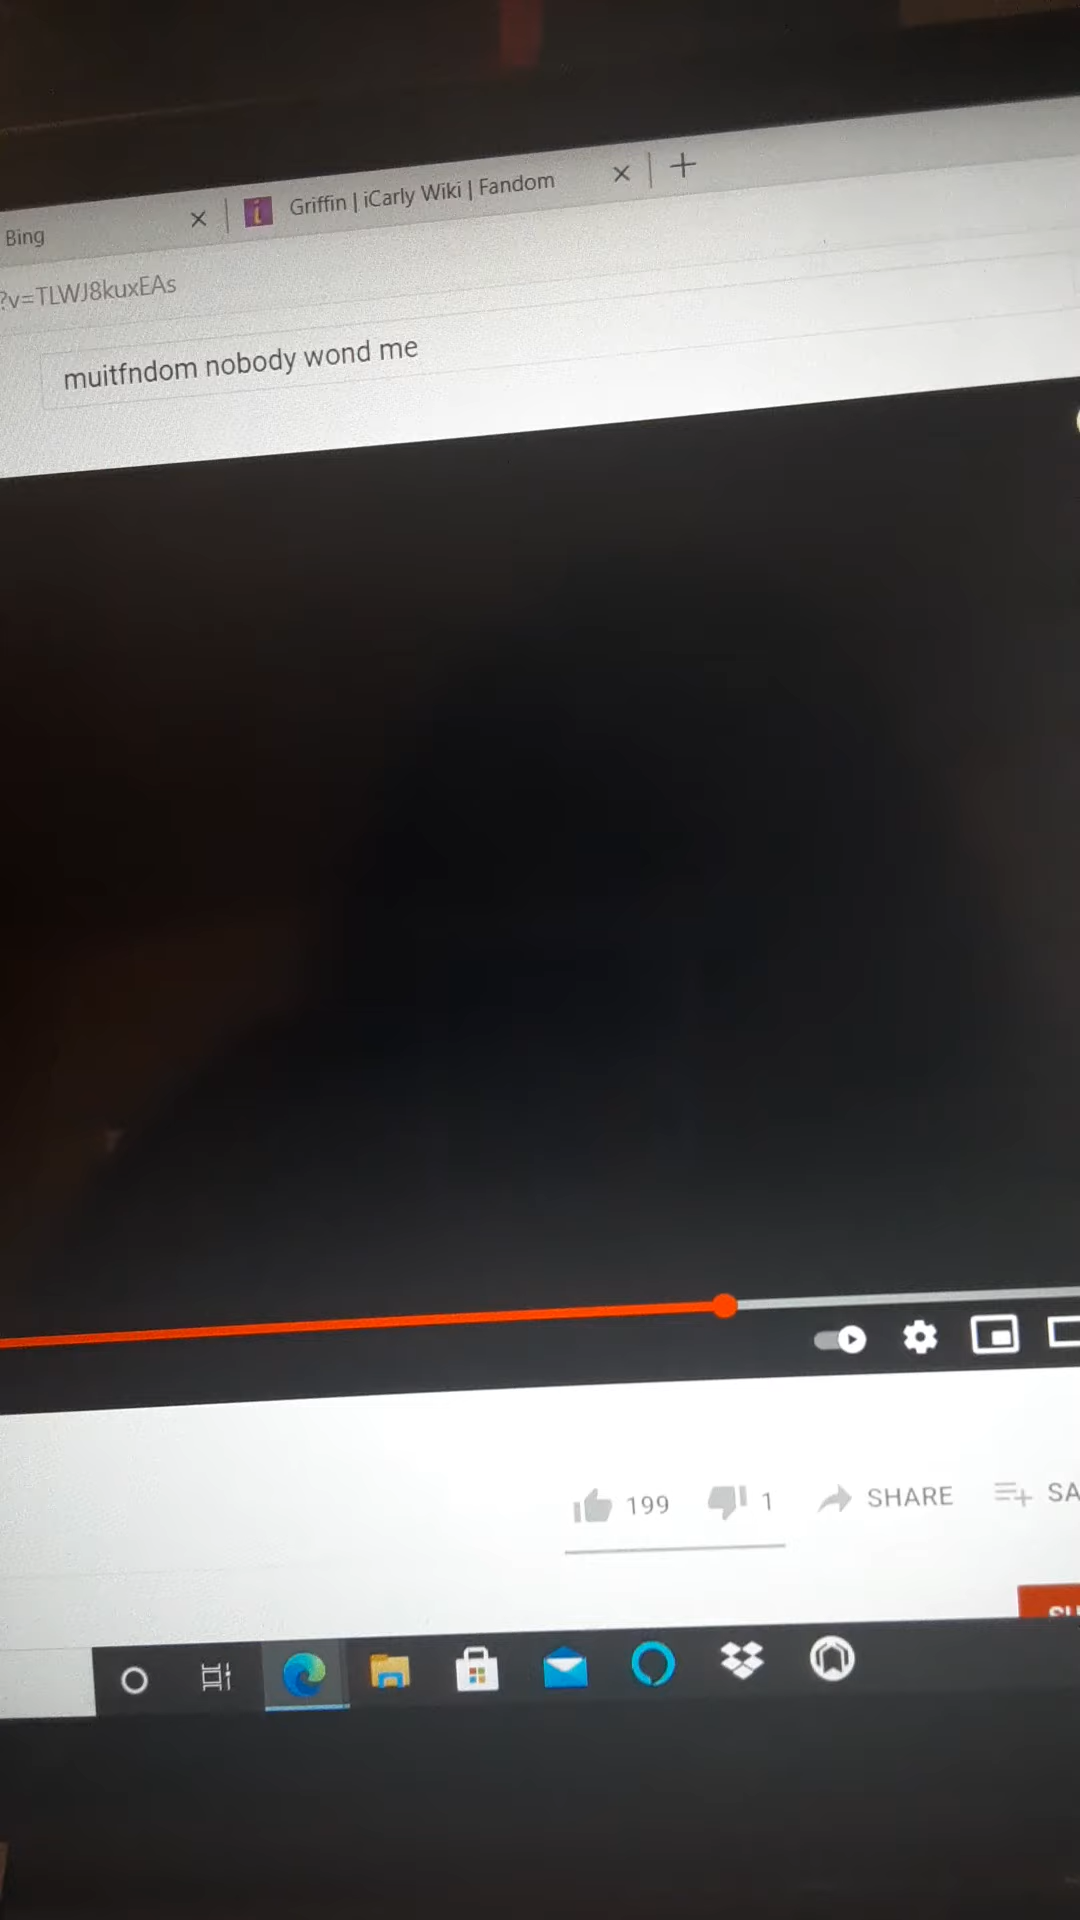 Bing
Griffin | iCarly Wiki | Fandom
?v=TLWJ8kuxEAs
muitfndom nobody wond me
199
1
SHARE
SA